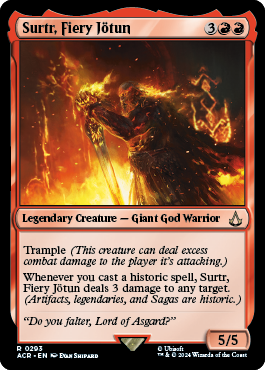 Surtr, Fiery Jötun 3
Legendary Creature — Giant God Warrior
Trample (This creature can deal excess
combat damage to the player it's attacking.)
Whenever you cast a historic spell, Surtr,
Fiery Jötun deals 3 damage to any target.
(Artifacts, legendaries, and Sagas are historic.)
"Do you falter, Lord of Asgard?"
5/5
R 0293
ACR • EN Evan Shipard
© Ubisoft
™ & © 2024 Wizards of the Coast